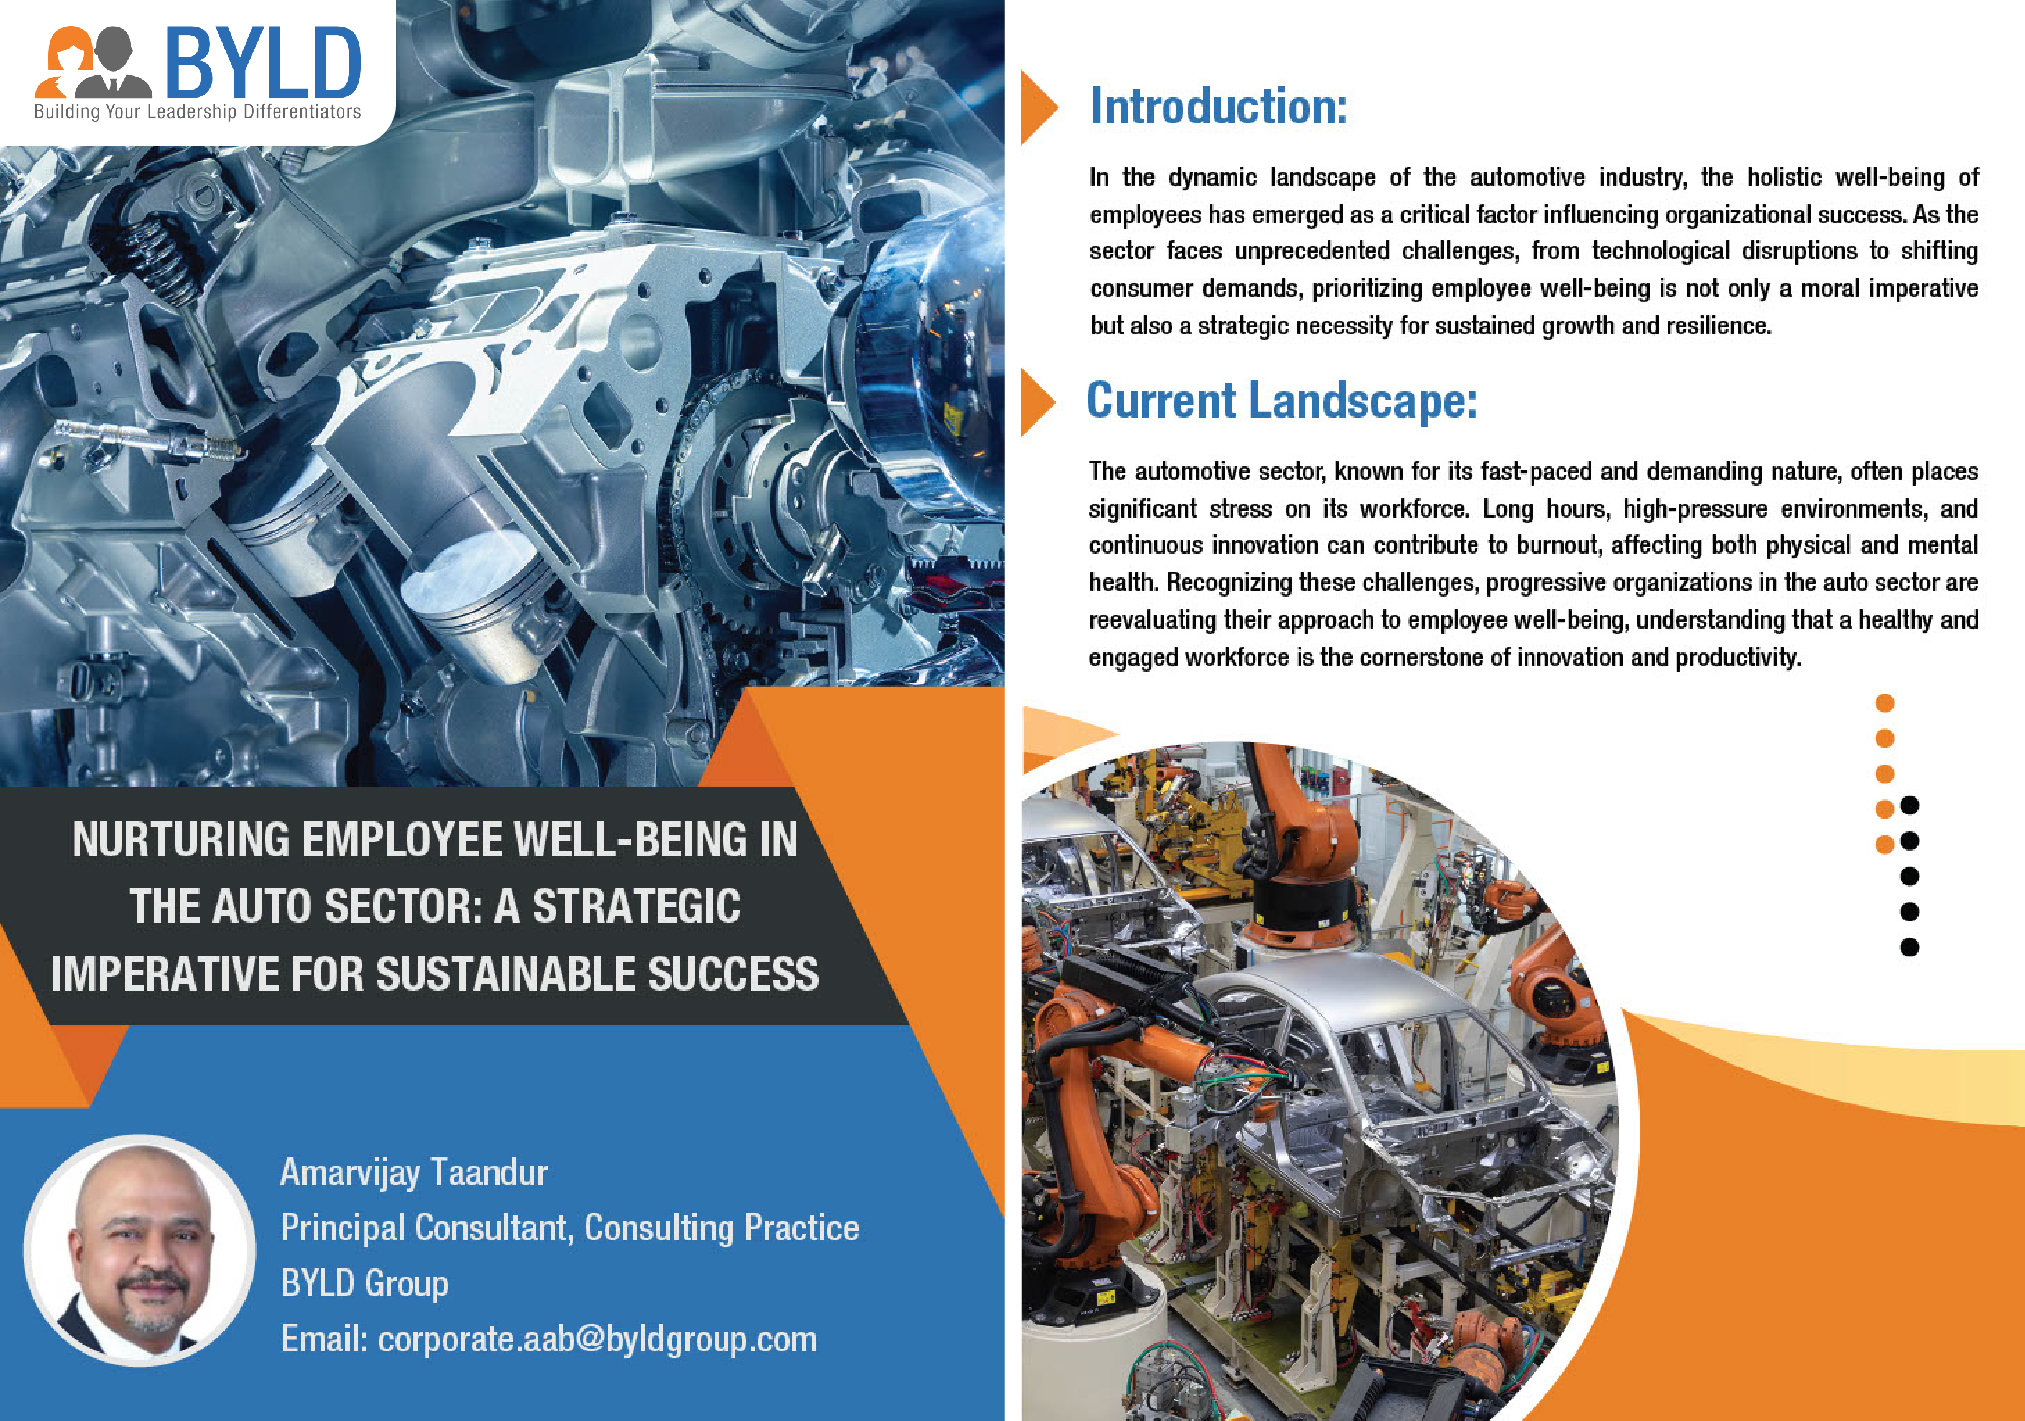 BYLD
Building Your Leadership Differentiators
NURTURING EMPLOYEE WELL-BEING IN
THE AUTO SECTOR: A STRATEGIC
IMPERATIVE FOR SUSTAINABLE SUCCESS
Amarvijay Taandur
Principal Consultant, Consulting Practice
BYLD Group
Email: corporate.aab@byldgroup.com
Introduction:
In the dynamic landscape of the automotive industry, the holistic well-being of
employees has emerged as a critical factor influencing organizational success. As the
sector faces unprecedented challenges, from technological disruptions to shifting
consumer demands, prioritizing employee well-being is not only a moral imperative
but also a strategic necessity for sustained growth and resilience.
Current Landscape:
The automotive sector, known for its fast-paced and demanding nature, often places
significant stress on its workforce. Long hours, high-pressure environments, and
continuous innovation can contribute to burnout, affecting both physical and mental
health. Recognizing these challenges, progressive organizations in the auto sector are
reevaluating their approach to employee well-being, understanding that a healthy and
engaged workforce is the cornerstone of innovation and productivity.